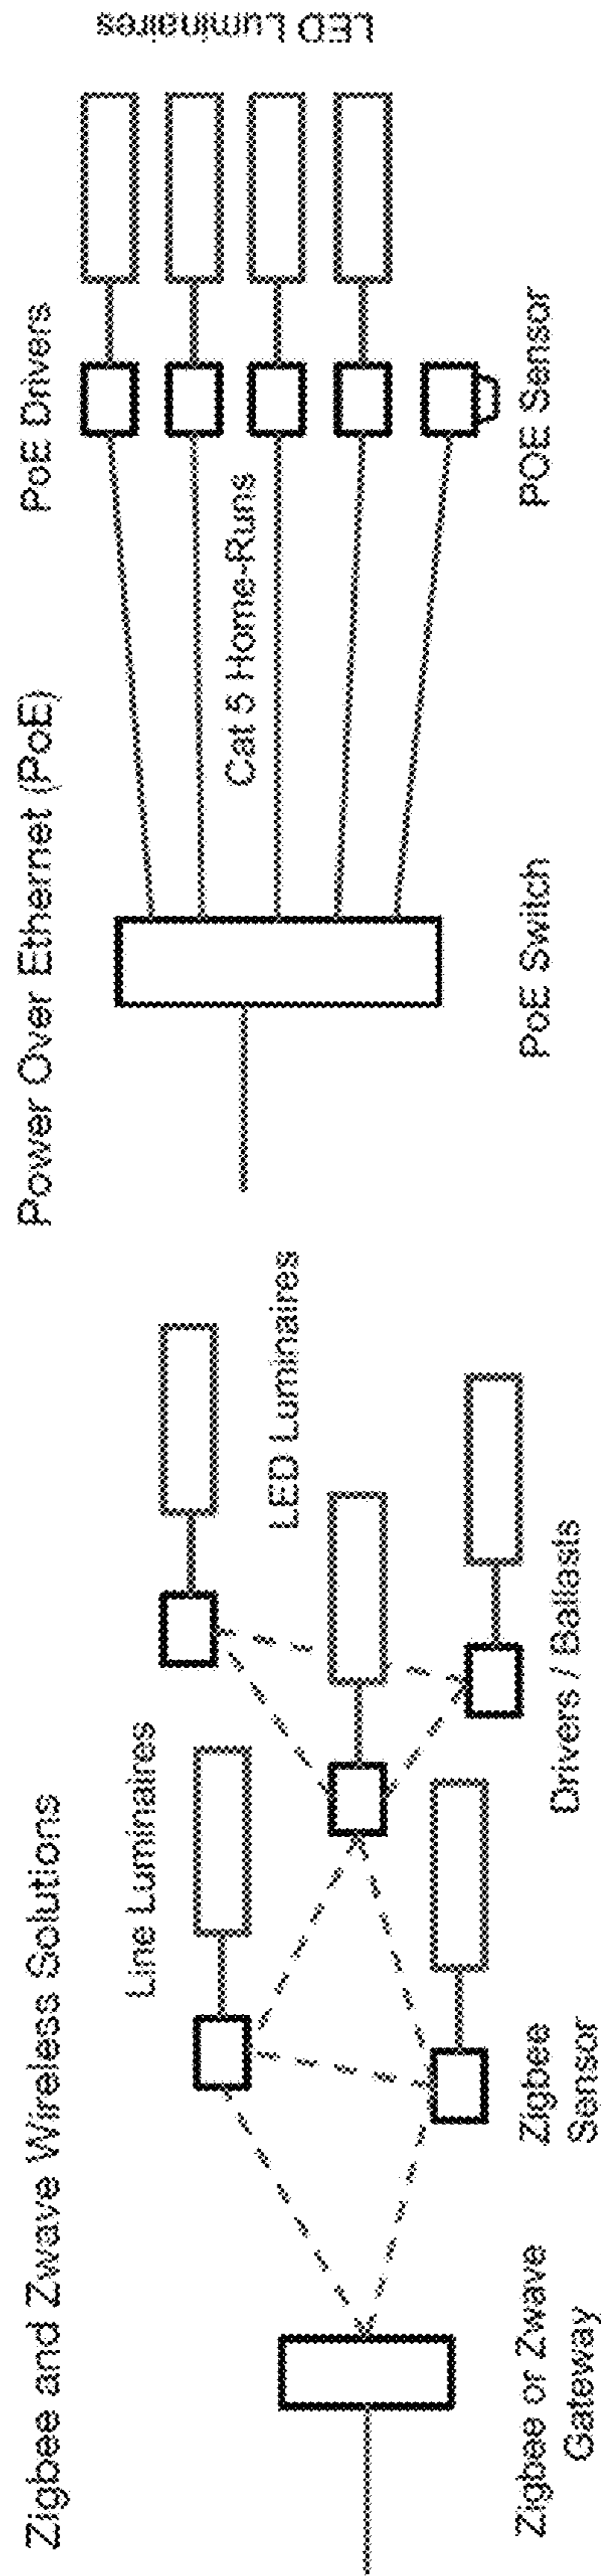 Zigbee and Zwave Wireless Solutions
Line Luminaires
LED Luminaires
Zigbee or Zwave
Gateway
Zigbee
Sensor
Drivers / Ballasts
Power Over Ethernet (PoE)
PoE Drivers
LED Luminaires
Cat 5 Home-Runs
PoE Switch
POE Sensor